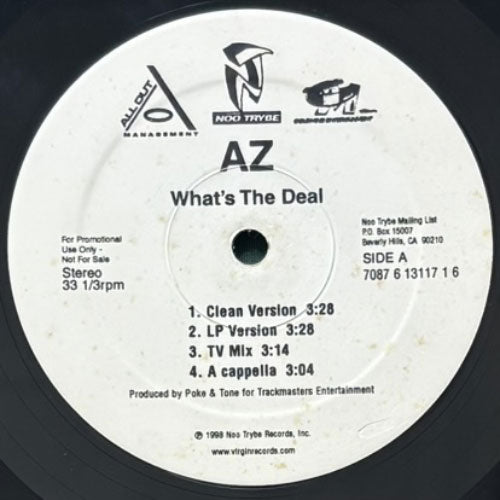 ALL OUT
MANAGEMENT
NOO TRYBE
AZ
What's The Deal
For Promotional
Use Only -
Not For Sale
Stereo
33 1/3rpm
Noo Trybe Mailing List
P.O. Box 15007
Beverly Hills, CA 90210
SIDE A
7087 6 13117 1 6
1. Clean Version 3:28
2. LP Version 3:28
3. TV Mix 3:14
4. A cappella 3:04
Produced by Poke & Tone for Trackmasters Entertainment
℗ 1998 Noo Trybe Records, Inc.
www.virginrecords.com